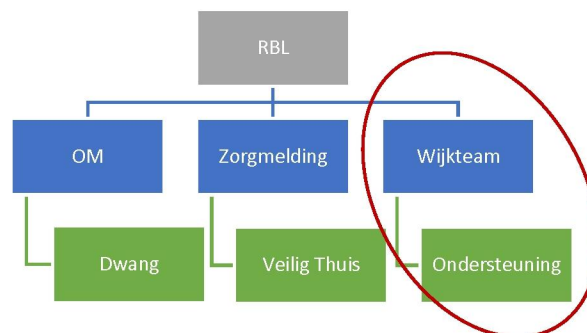 RBL
OM
Zorgmelding
Wijkteam
Dwang
Veilig Thuis
Ondersteuning